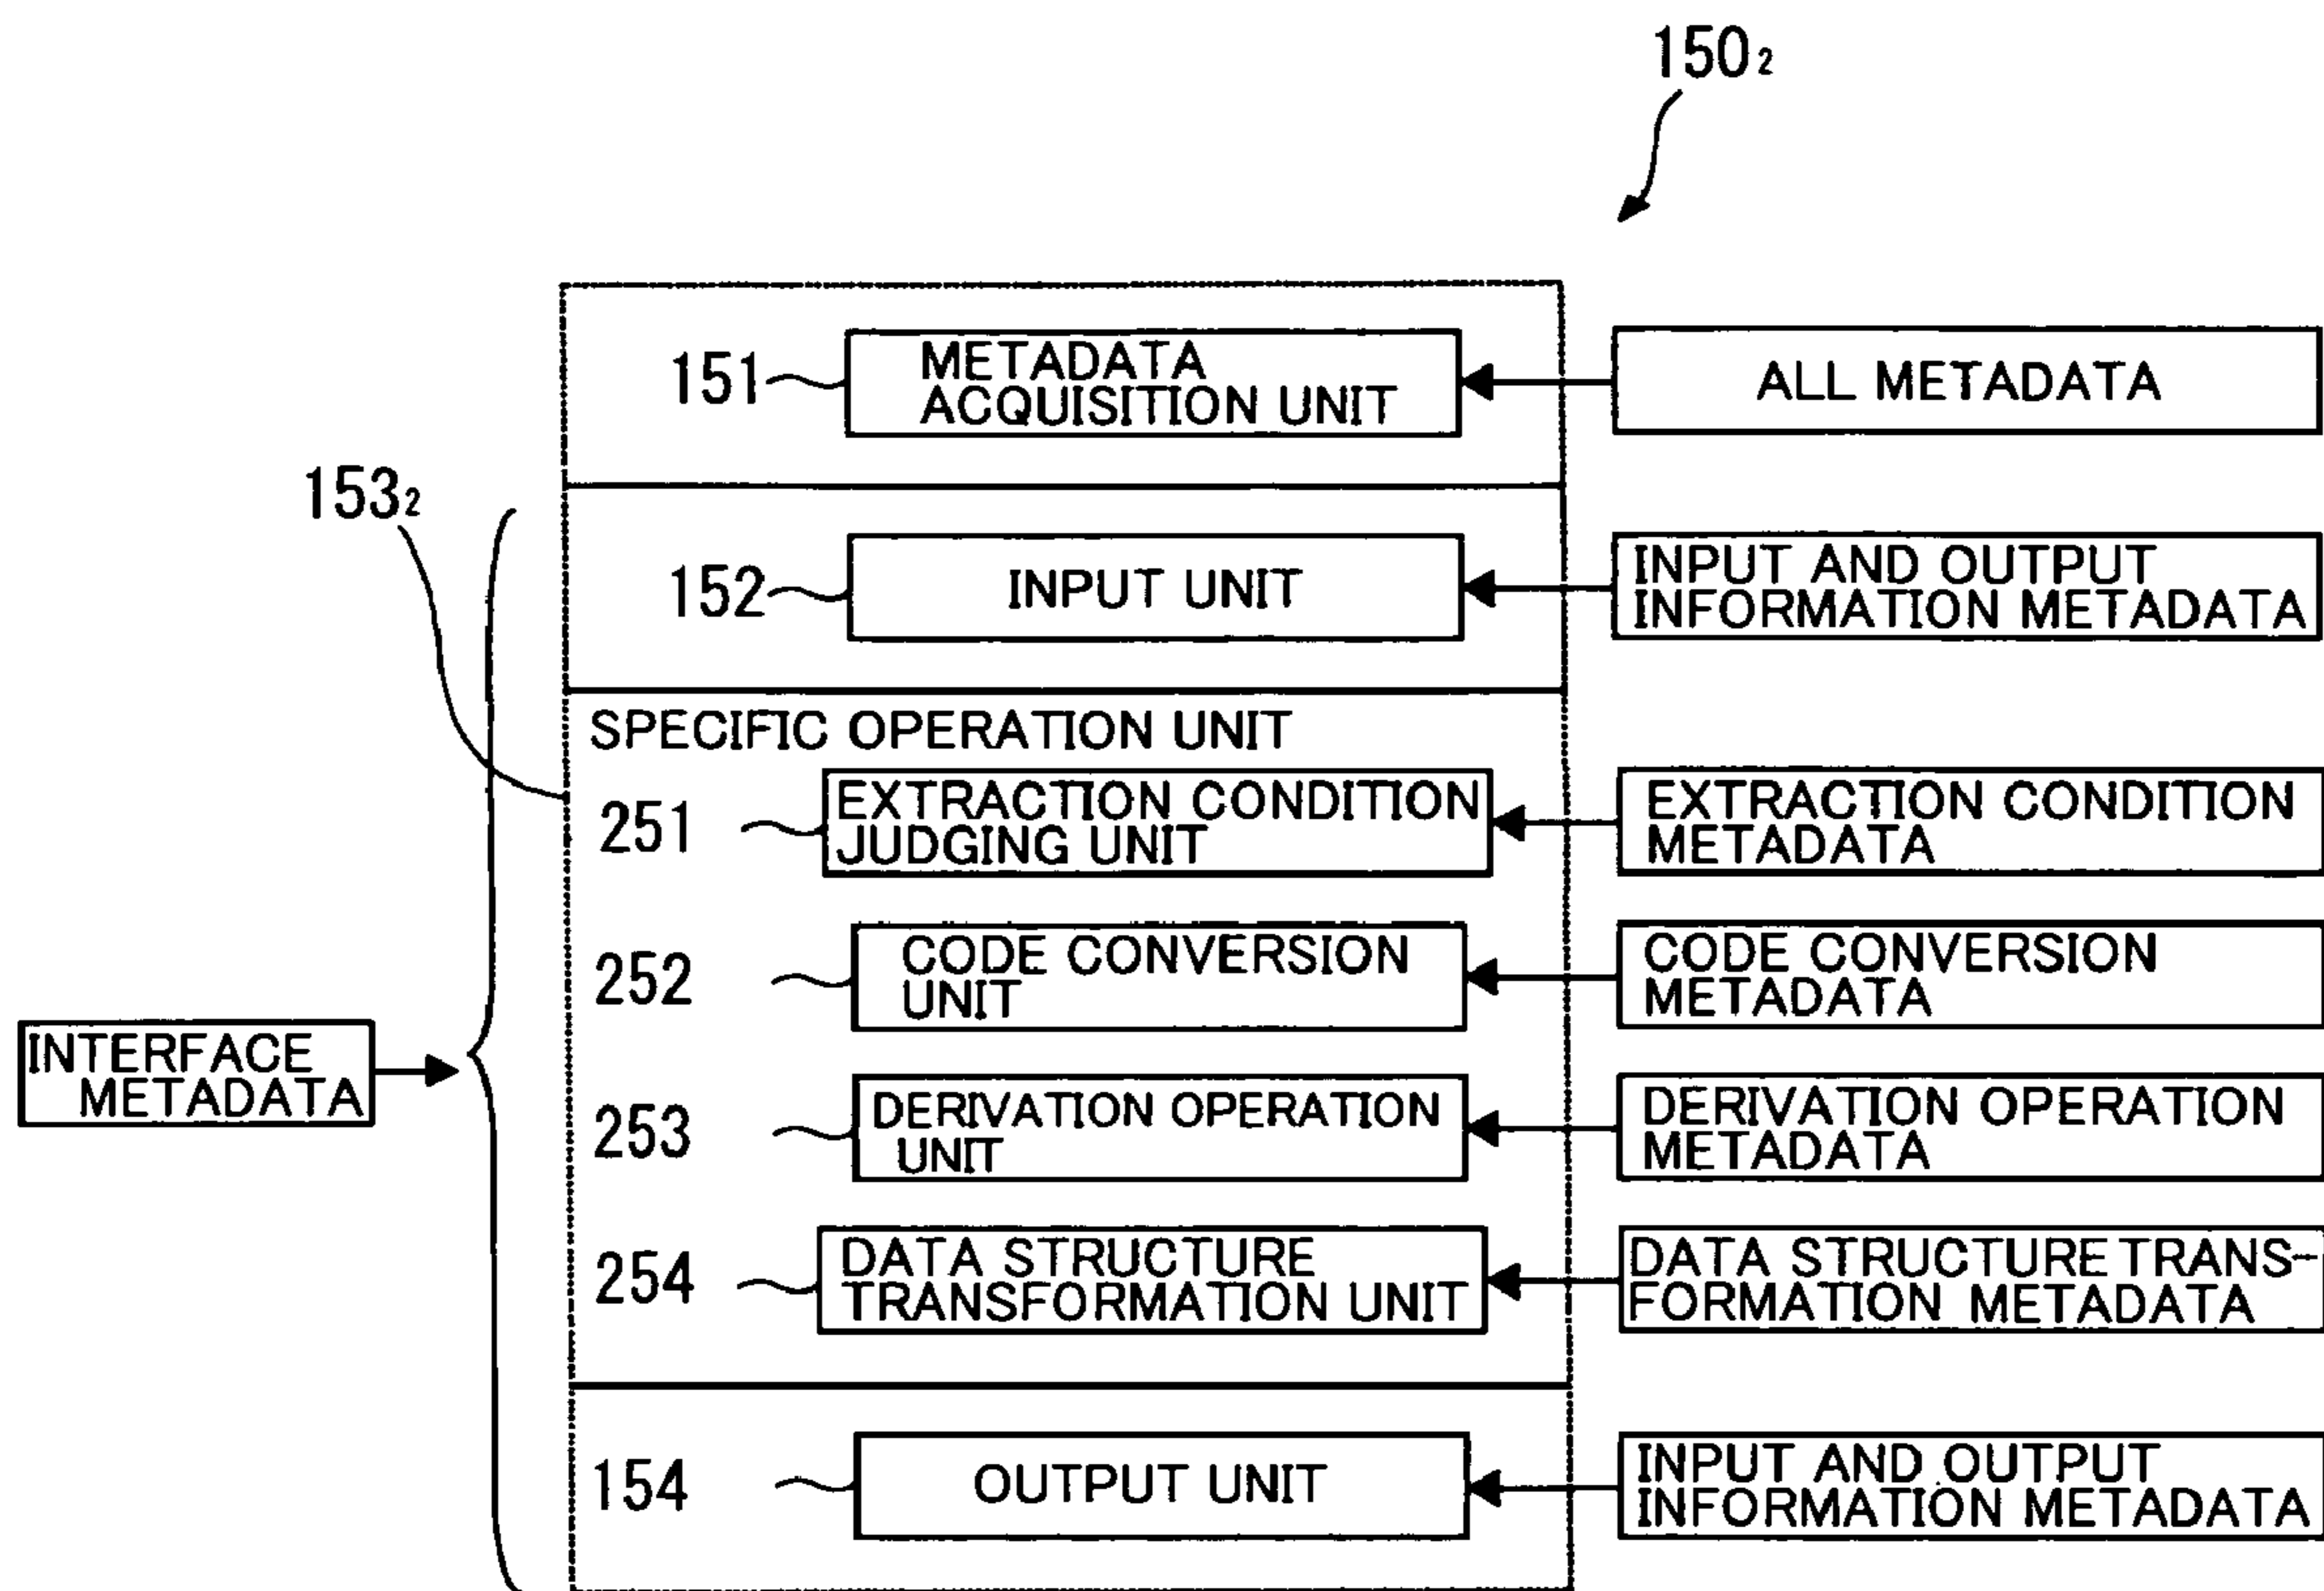 150₂
151
METADATA
ACQUISITION UNIT
ALL METADATA
153₂
152
INPUT UNIT
INPUT AND OUTPUT
INFORMATION METADATA
SPECIFIC OPERATION UNIT
251
EXTRACTION CONDITION
JUDGING UNIT
EXTRACTION CONDITION
METADATA
252
CODE CONVERSION
UNIT
CODE CONVERSION
METADATA
INTERFACE
METADATA
253
DERIVATION OPERATION
UNIT
DERIVATION OPERATION
METADATA
254
DATA STRUCTURE
TRANSFORMATION UNIT
DATA STRUCTURE TRANS-
FORMATION METADATA
154
OUTPUT UNIT
INPUT AND OUTPUT
INFORMATION METADATA